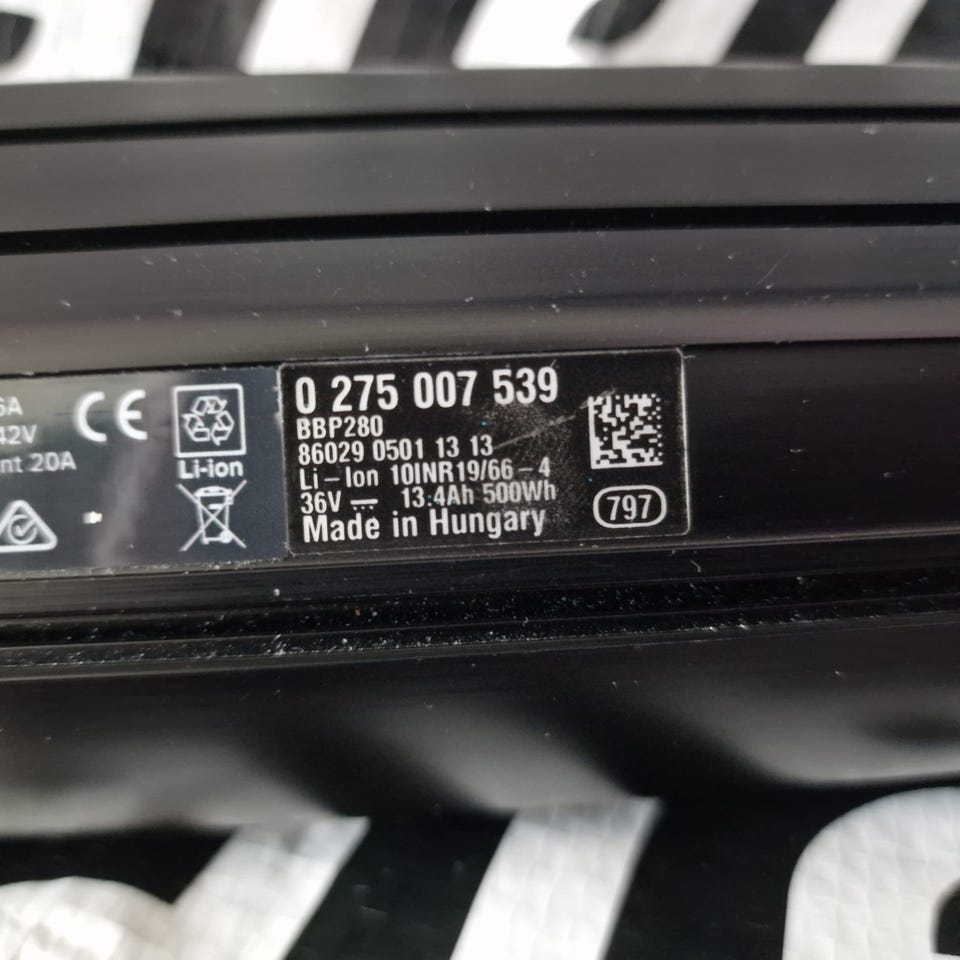 6A
42V
nt 20A
CE
Li-ion
0 275 007 539
BBP280
86029 0501 13 13
Li-Ion 10INR19/66-4
36V 13.4Ah 500Wh
Made in Hungary
797